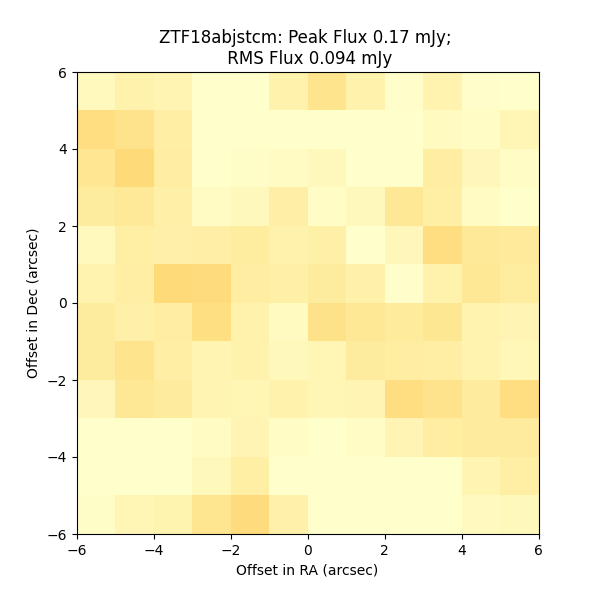 ZTF18abjstcm: Peak Flux 0.17 mJy;
RMS Flux 0.094 mJy
6
4
2
0
−2
−4
−6
Offset in Dec (arcsec)
−6 −4 −2 0 2 4 6
Offset in RA (arcsec)